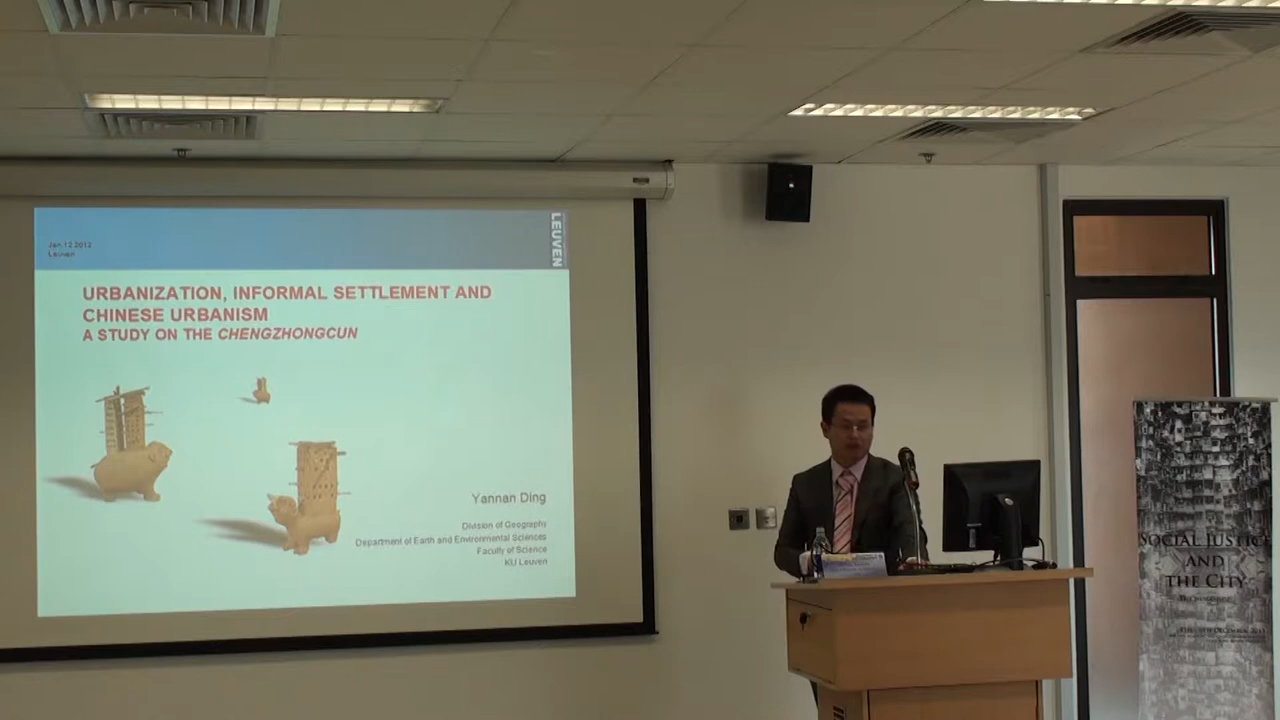 Jan 12 2012
Leuven
LEUVEN
URBANIZATION, INFORMAL SETTLEMENT AND
CHINESE URBANISM
A STUDY ON THE CHENGZHONGCUN
Yannan Ding
Division of Geography
Department of Earth and Environmental Sciences
Faculty of Science
KU Leuven
SOCIAL JUSTICE
AND
THE CITY